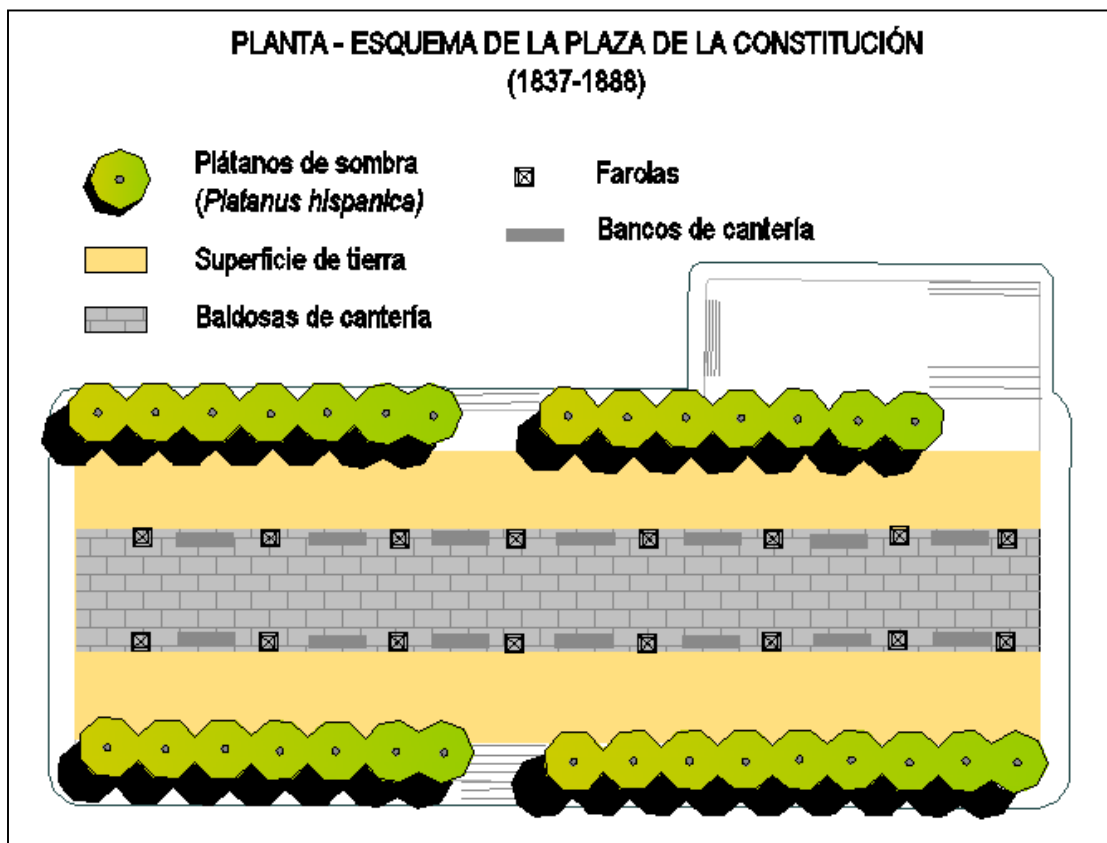 PLANTA - ESQUEMA DE LA PLAZA DE LA CONSTITUCIÓN
(1837-1888)
Plátanos de sombra
(Platanus hispanica)
Superficie de tierra
Baldosas de cantería
Farolas
Bancos de cantería